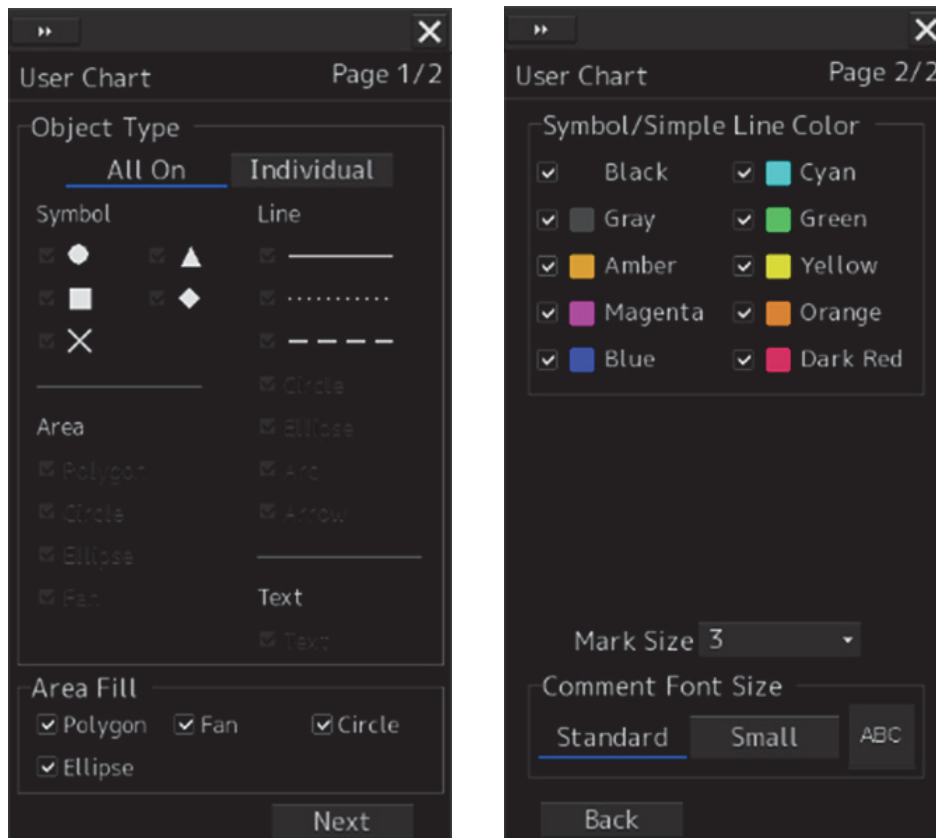 User Chart Page 1/2
Object Type
All On Individual
Symbol Line
Circle
Area Ellipse
Polygon Arc
Circle Arrow
Ellipse
Fan Text
Text
Area Fill
Polygon Fan Circle
Ellipse
Next
User Chart Page 2/2
Symbol/Simple Line Color
Black Cyan
Gray Green
Amber Yellow
Magenta Orange
Blue Dark Red
Mark Size 3
Comment Font Size
Standard Small ABC
Back